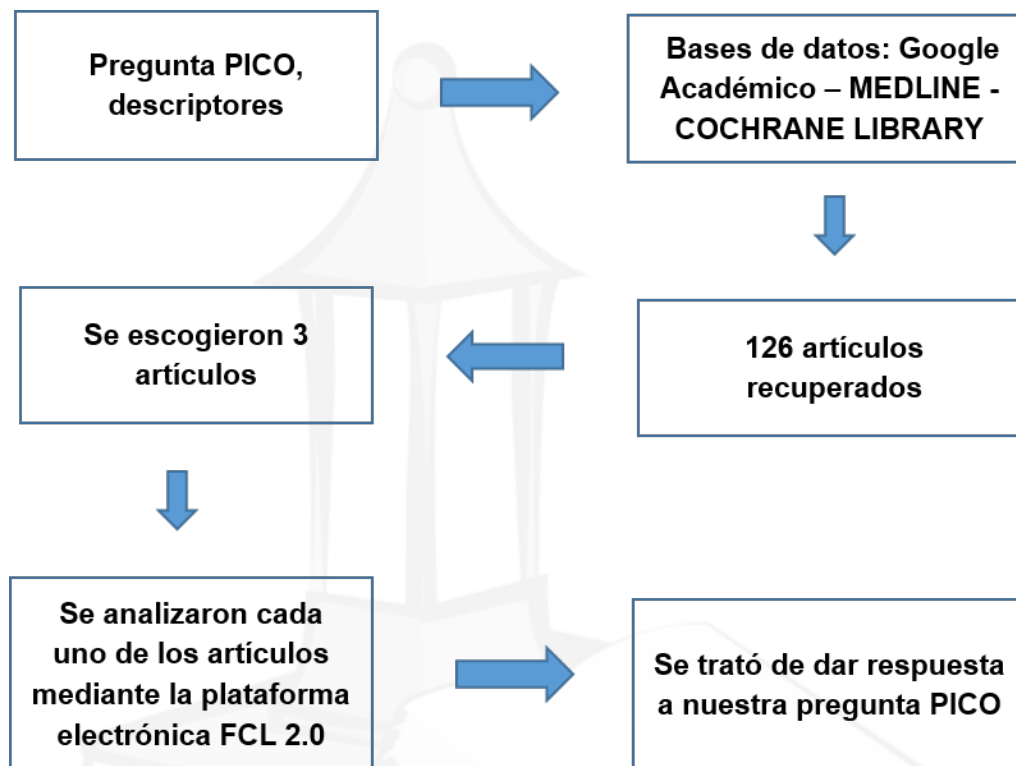 Pregunta PICO,
descriptores
Bases de datos: Google
Académico – MEDLINE -
COCHRANE LIBRARY
126 artículos
recuperados
Se escogieron 3
artículos
Se analizaron cada
uno de los artículos
mediante la plataforma
electrónica FCL 2.0
Se trató de dar respuesta
a nuestra pregunta PICO